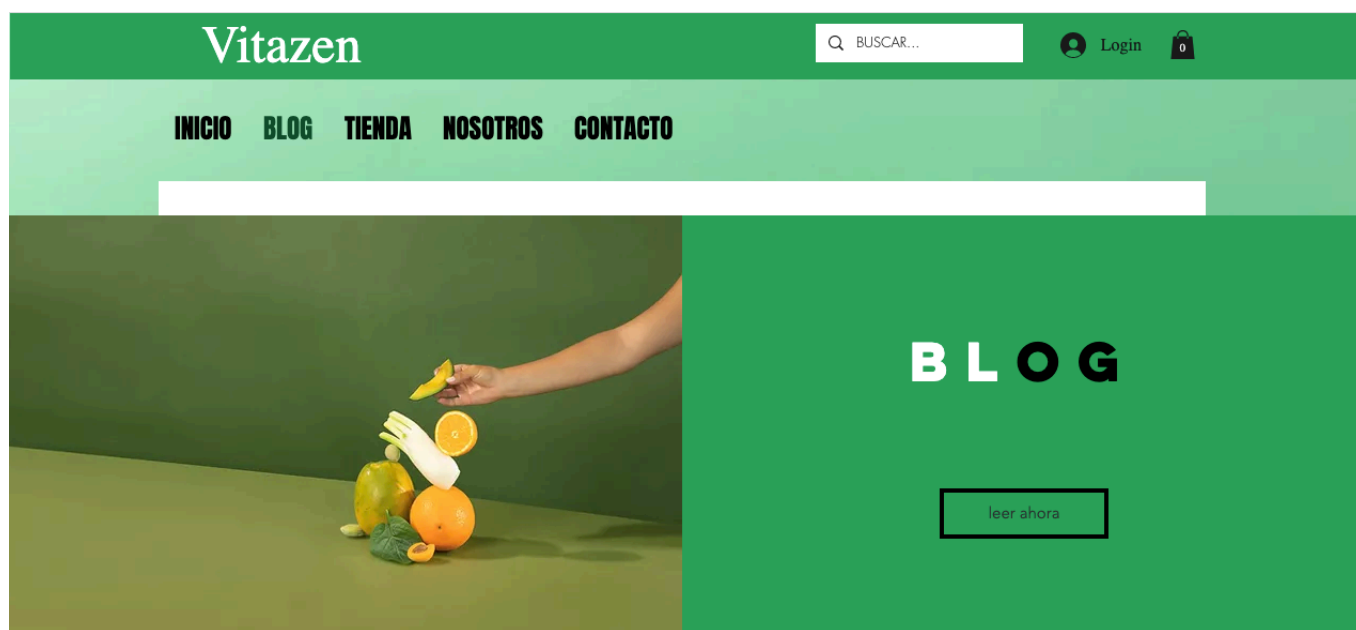 Vitazen
BUSCAR...
Login
0
INICIO BLOG TIENDA NOSOTROS CONTACTO
BLOG
leer ahora